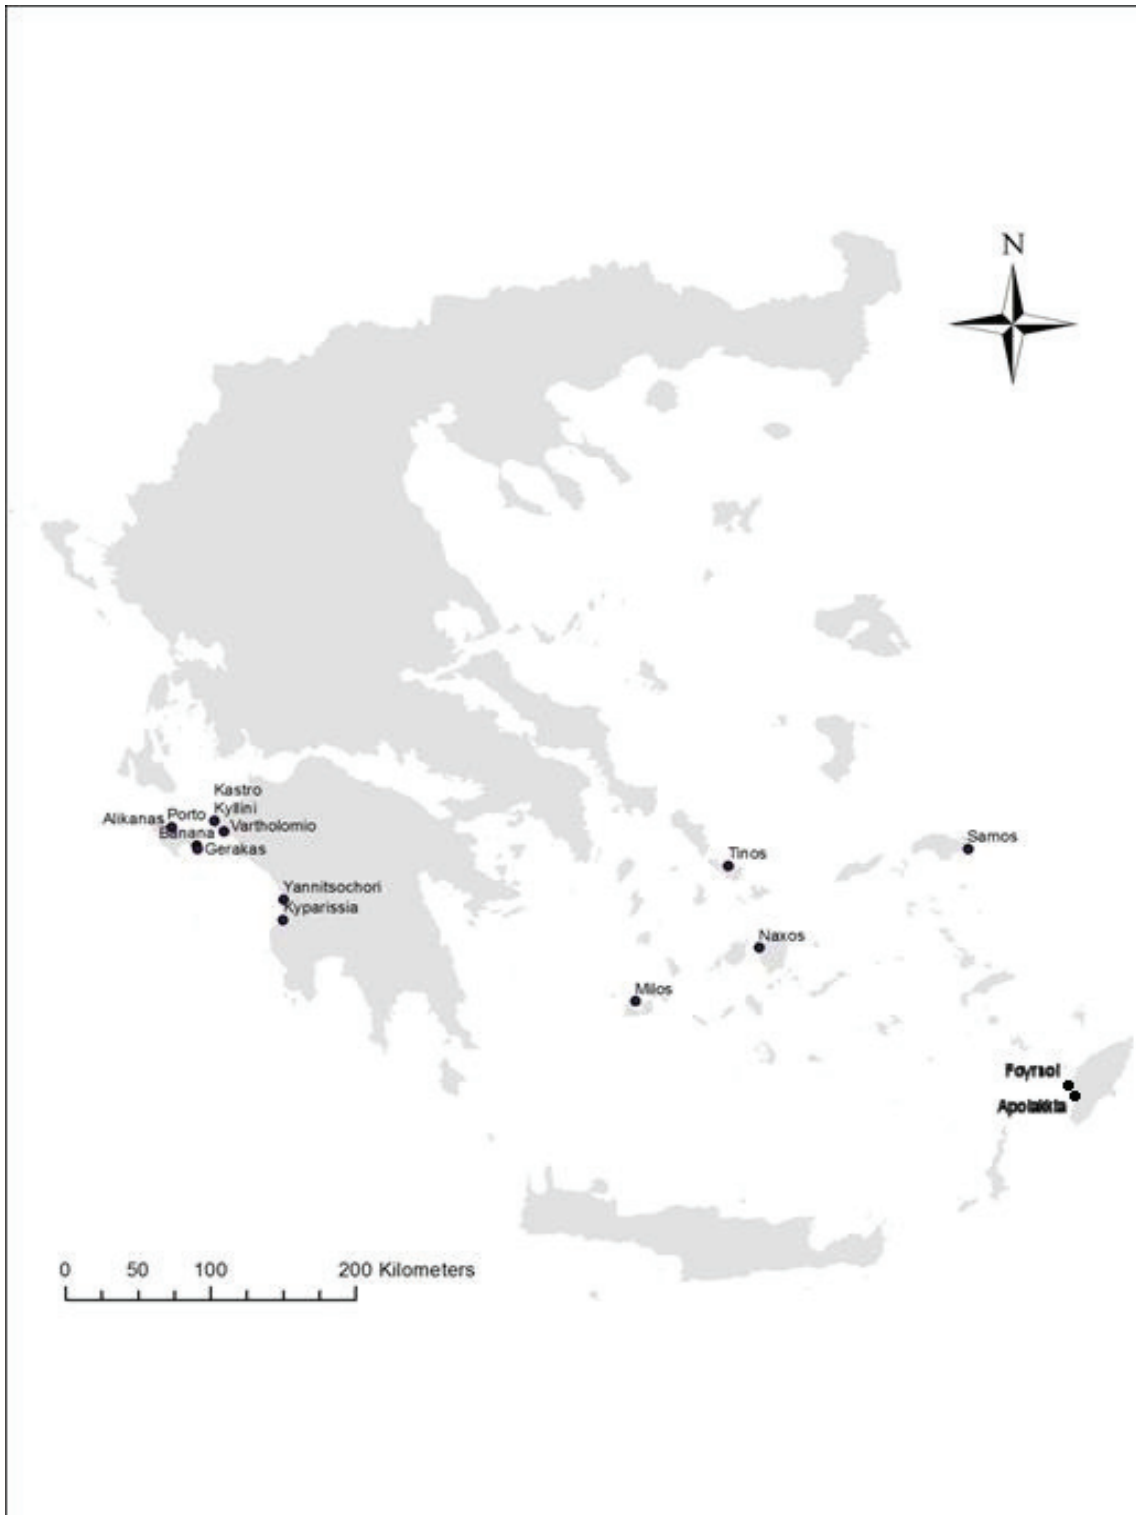 N
Kastro
Kyllini
Porto
Alikanas
Vartholomio
Banana
Gerakas
Samos
Tinos
Yannitsochori
Kyparissia
Naxos
Milos
Foyrsol
Apolakkia
0 50 100 200 Kilometers